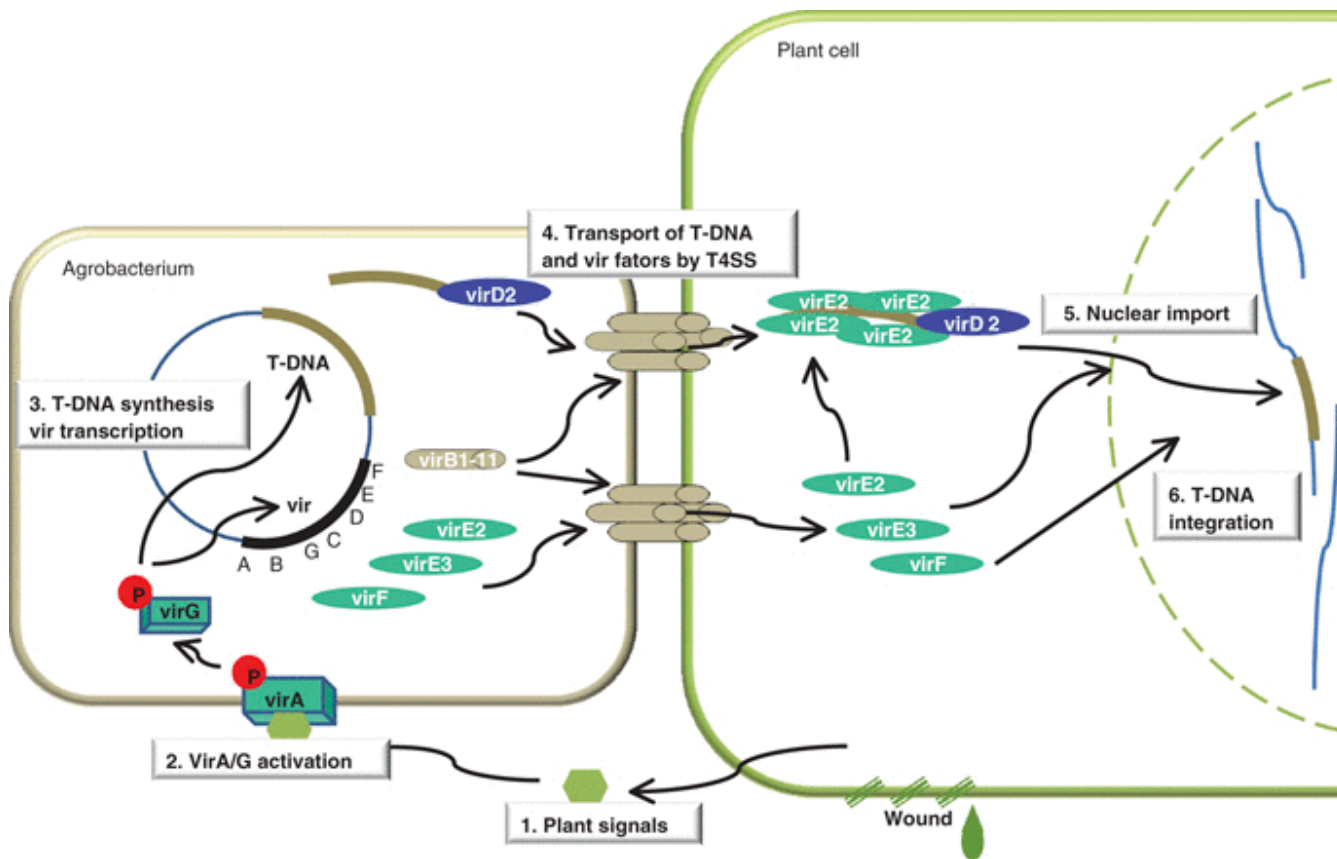 Plant cell
Agrobacterium
4. Transport of T-DNA
and vir fators by T4SS
virD2
virE2
virE2
virE2
virE2
virD 2
5. Nuclear import
T-DNA
3. T-DNA synthesis
vir transcription
virB1-11
F
E
D
C
G
B
A
vir
virE2
virE3
virF
virE2
virE3
virF
6. T-DNA
integration
P
virG
P
virA
2. VirA/G activation
1. Plant signals
Wound